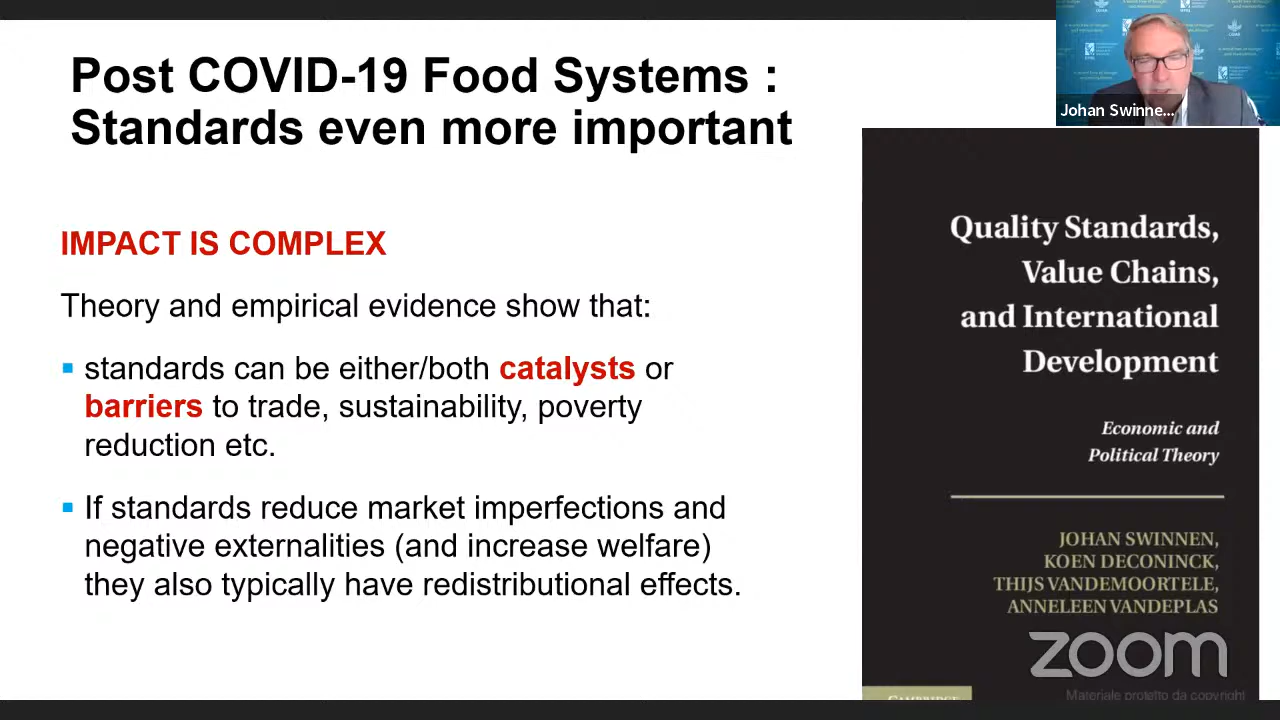 Post COVID-19 Food Systems :
Standards even more important
Johan Swinne...
IMPACT IS COMPLEX
Theory and empirical evidence show that:
standards can be either/both catalysts or
barriers to trade, sustainability, poverty
reduction etc.
If standards reduce market imperfections and
negative externalities (and increase welfare)
they also typically have redistributional effects.
Quality Standards,
Value Chains,
and International
Development
Economic and
Political Theory
JOHAN SWINNEN,
KOEN DECONINCK,
THIJS VANDEMOORTELE,
ANNELEEN VANDEPLAS
zoom
Materiale protetto da copyright